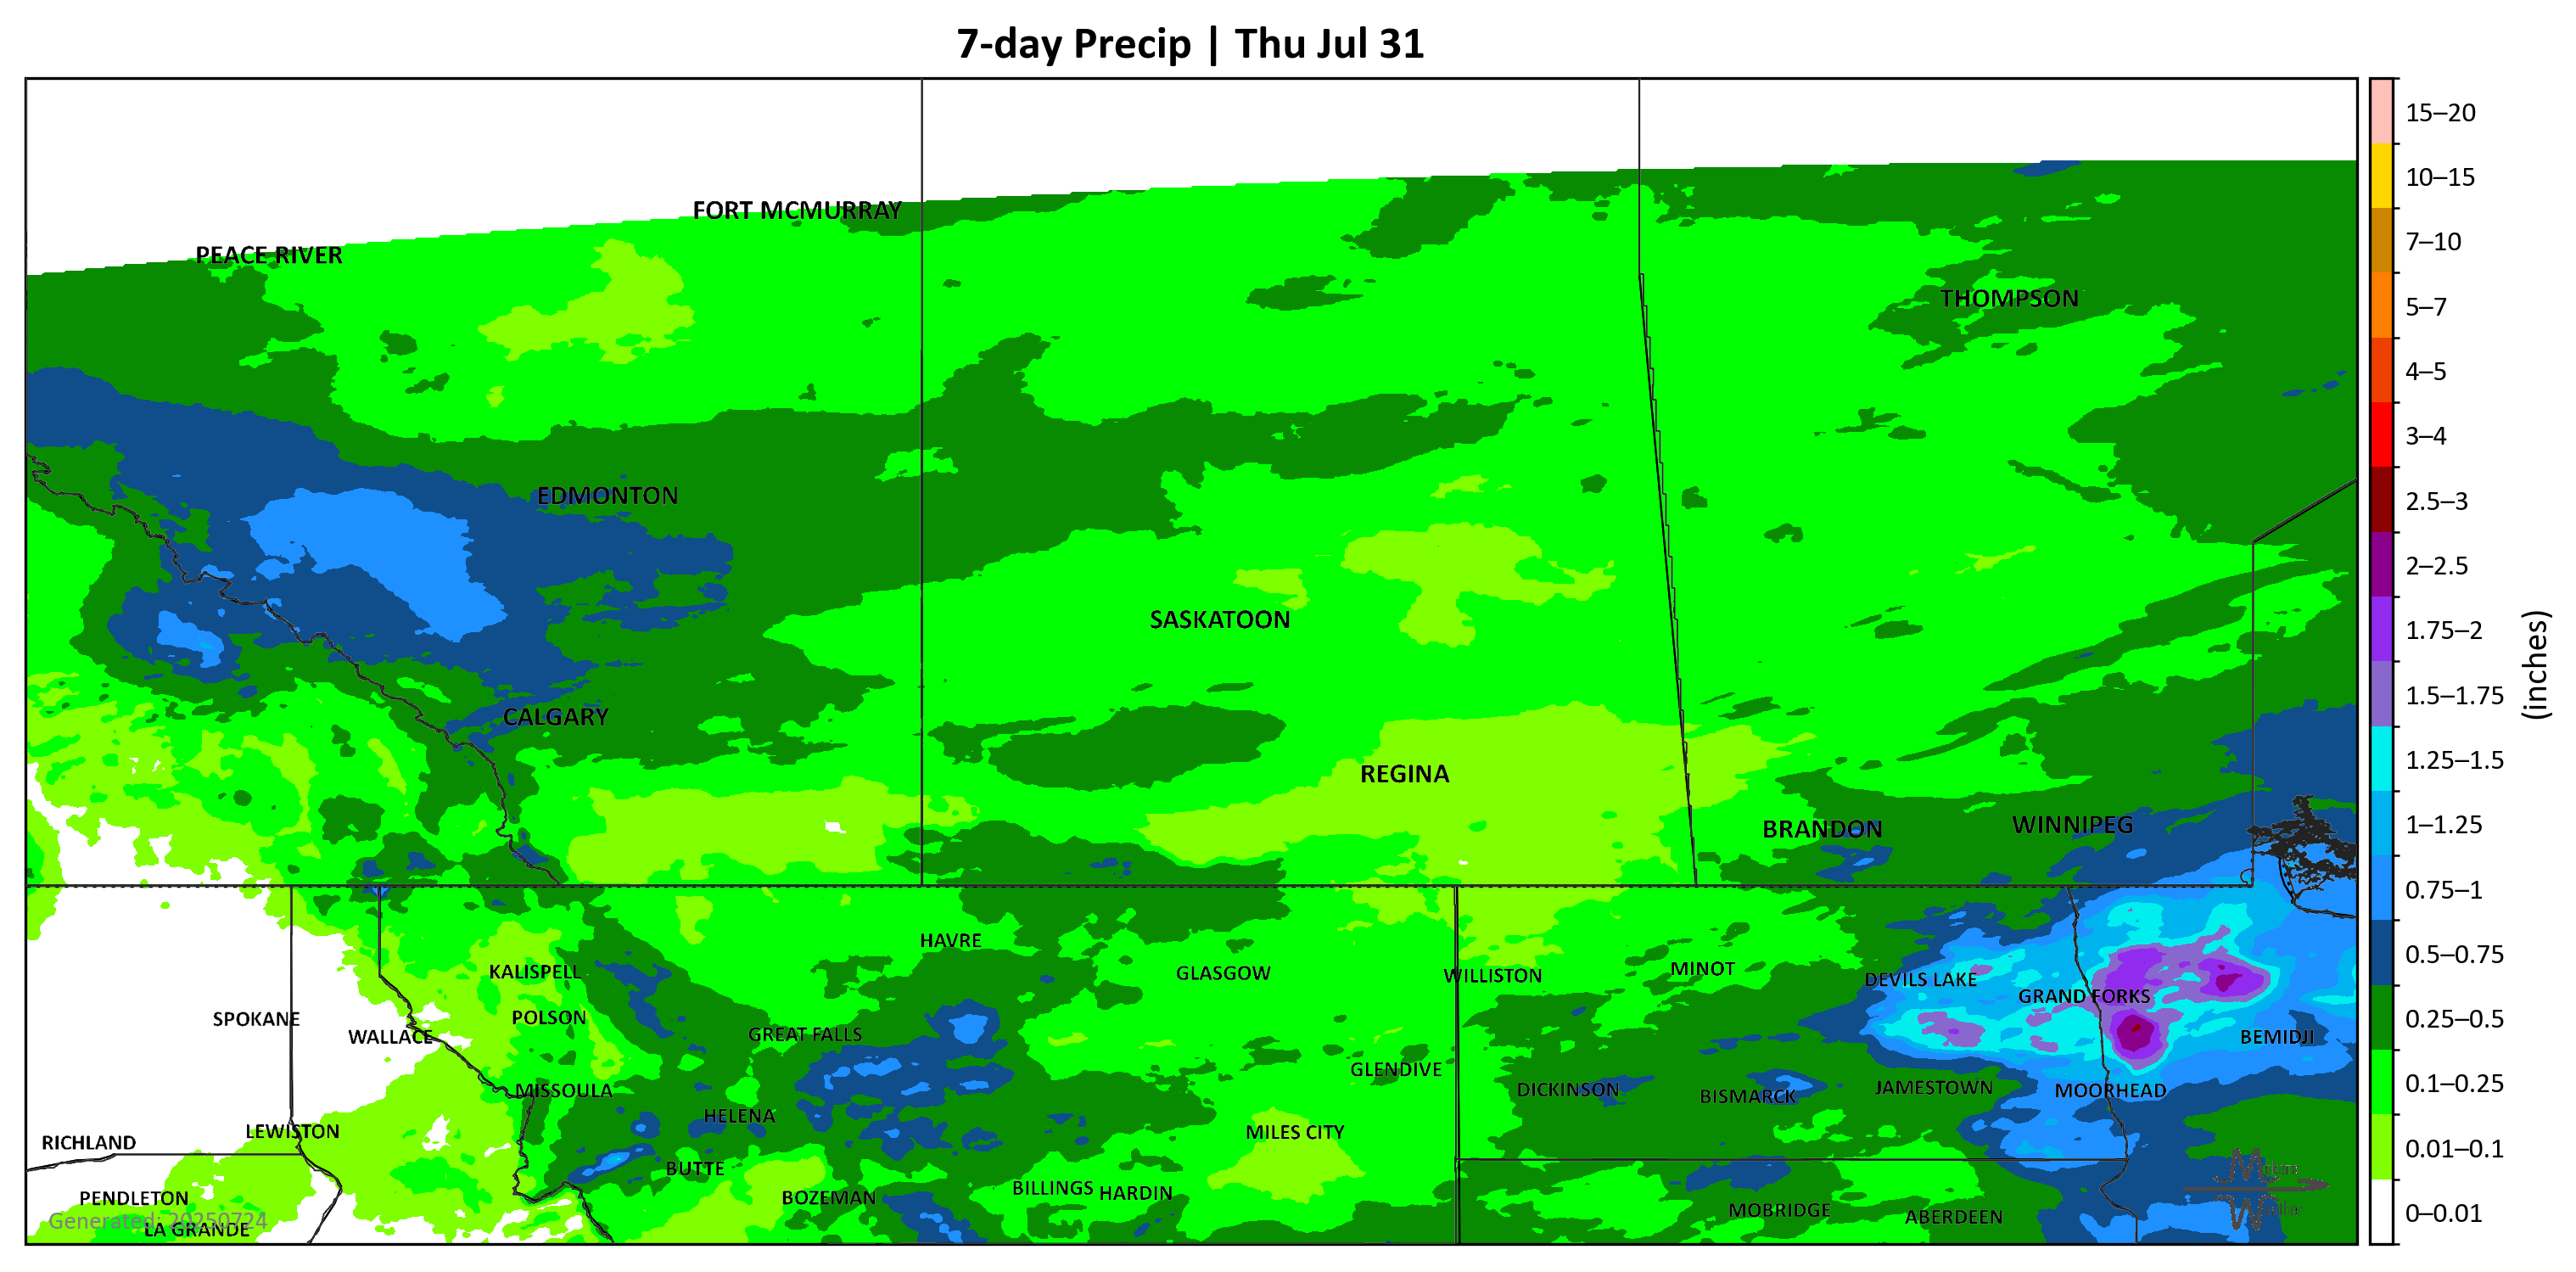 7-day Precip | Thu Jul 31
FORT MCMURRAY
PEACE RIVER
THOMPSON
EDMONTON
SASKATOON
CALGARY
REGINA
BRANDON
WINNIPEG
HAVRE
KALISPELL
GLASGOW
WILLISTON
MINOT
DEVILS LAKE
GRAND FORKS
SPOKANE
POLSON
WALLACE
GREAT FALLS
BEMIDJI
GLENDIVE
MISSOULA
DICKINSON
BISMARCK
JAMESTOWN
MOORHEAD
HELENA
LEWISTON
MILES CITY
RICHLAND
BUTTE
PENDLETON
BOZEMAN
BILLINGS
HARDIN
MOBRIDGE
ABERDEEN
Generated: 20250724
LA GRANDE
15–20
10–15
7–10
5–7
4–5
3–4
2.5–3
2–2.5
1.75–2
1.5–1.75
1.25–1.5
1–1.25
0.75–1
0.5–0.75
0.25–0.5
0.1–0.25
0.01–0.1
0–0.01
(inches)